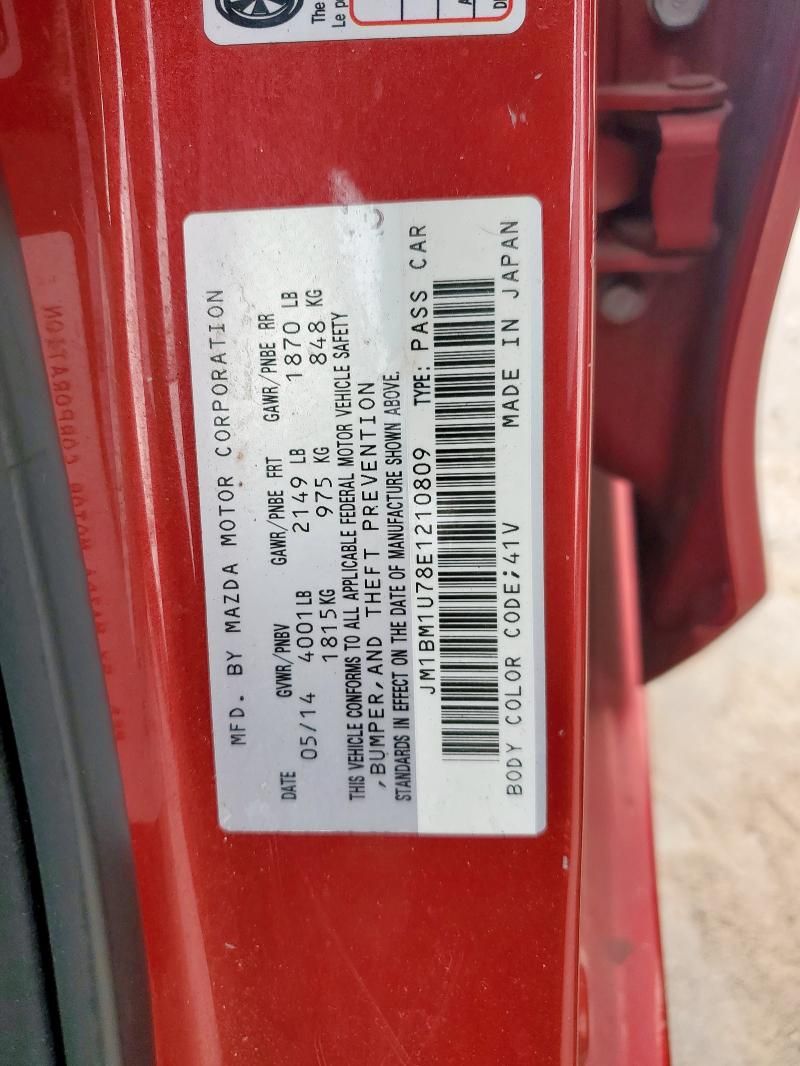 The
Le p
MFD. BY MAZDA MOTOR CORPORATION
DATE GVWR/PNBV GAWR/PNBE FRT GAWR/PNBE RR
05/14 4001LB 2149 LB 1870 LB
1815KG 975 KG 848 KG
THIS VEHICLE CONFORMS TO ALL APPLICABLE FEDERAL MOTOR VEHICLE SAFETY
,BUMPER,AND THEFT PREVENTION
STANDARDS IN EFFECT ON THE DATE OF MANUFACTURE SHOWN ABOVE.
JM1BM1U78E1210809 TYPE: PASS CAR
BODY COLOR CODE;41V MADE IN JAPAN